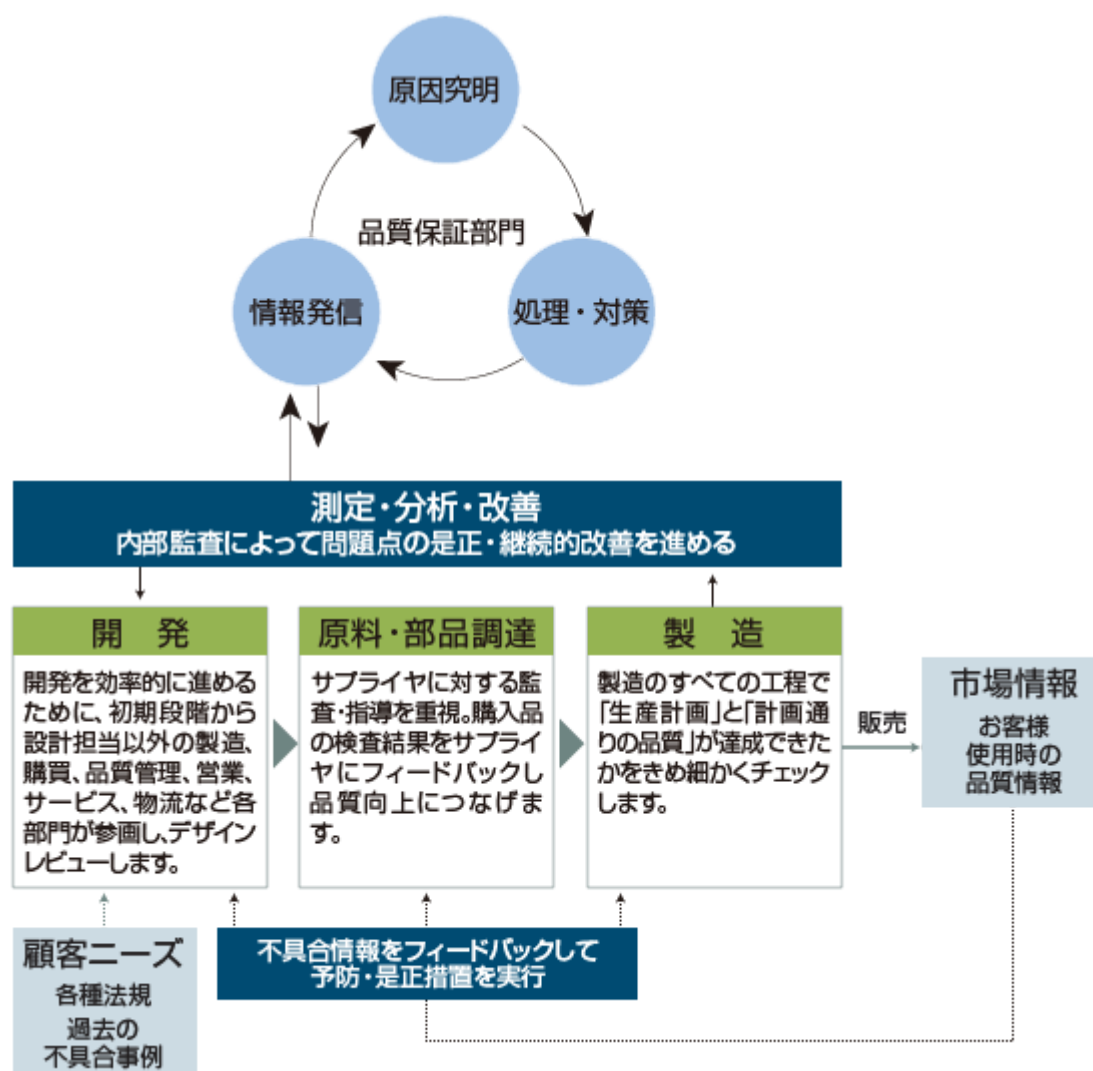 原因究明
品質保証部門
情報発信
処理・対策
測定・分析・改善
内部監査によって問題点の是正・継続的改善を進める
開 発
開発を効率的に進める
ために、初期段階から
設計担当以外の製造、
購買、品質管理、営業、
サービス、物流など各
部門が参画し、デザイン
レビューします。
原料・部品調達
サプライヤに対する監
査・指導を重視。購入品
の検査結果をサプライ
ヤにフィードバックし
品質向上につなげま
す。
製 造
製造のすべての工程で
「生産計画」と「計画通
りの品質」が達成できた
かをきめ細かくチェック
します。
販売
市場情報
お客様
使用時の
品質情報
顧客ニーズ
各種法規
過去の
不具合事例
不具合情報をフィードバックして
予防・是正措置を実行